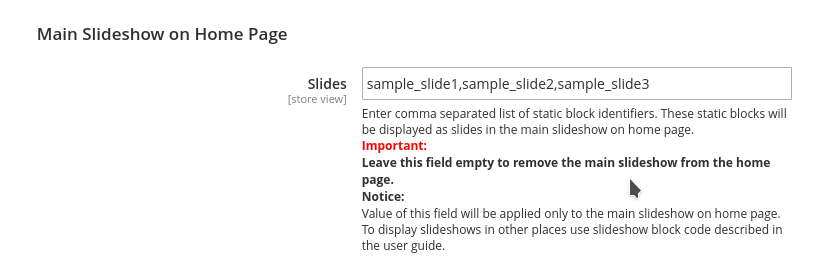 Main Slideshow on Home Page
Slides
[store view]
sample_slide1,sample_slide2,sample_slide3
Enter comma separated list of static block identifiers. These static blocks will
be displayed as slides in the main slideshow on home page.
Important:
Leave this field empty to remove the main slideshow from the home
page.
Notice:
Value of this field will be applied only to the main slideshow on home page.
To display slideshows in other places use slideshow block code described in
the user guide.